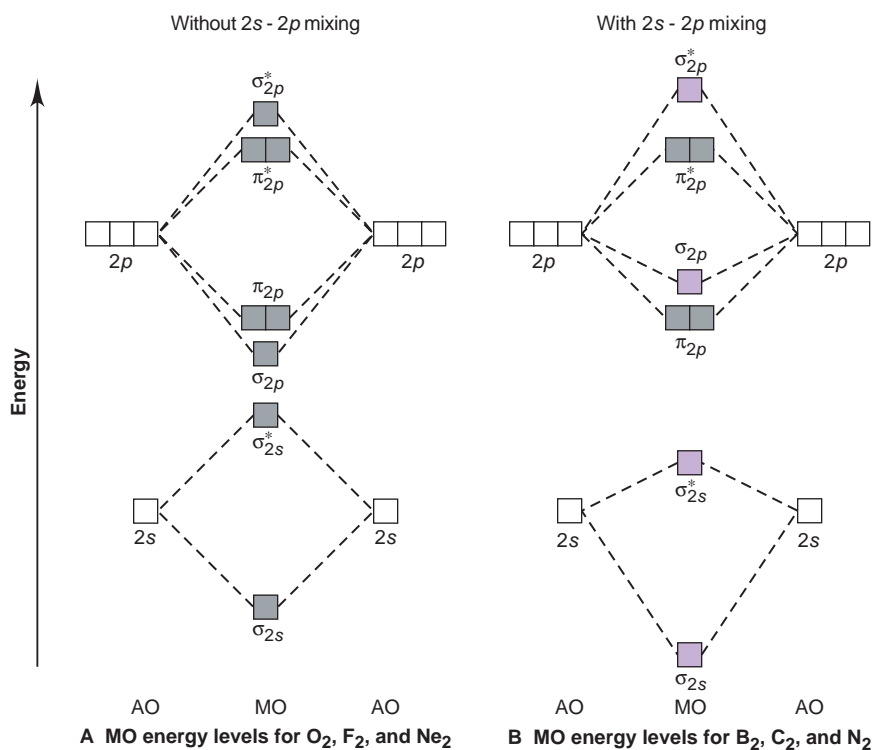 Without 2s - 2p mixing
σ*2p
π*2p
2p
2p
π2p
σ2p
σ*2s
2s
2s
σ2s
AO
MO
AO
A MO energy levels for O2, F2, and Ne2
Energy
With 2s - 2p mixing
σ*2p
π*2p
2p
σ2p
2p
π2p
σ*2s
2s
2s
σ2s
AO
MO
AO
B MO energy levels for B2, C2, and N2